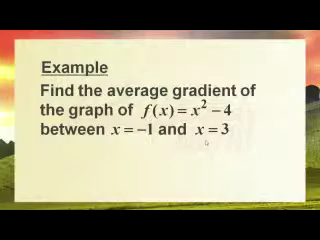 Example
Find the average gradient of
the graph of f(x) = x² − 4
between x = −1 and x = 3